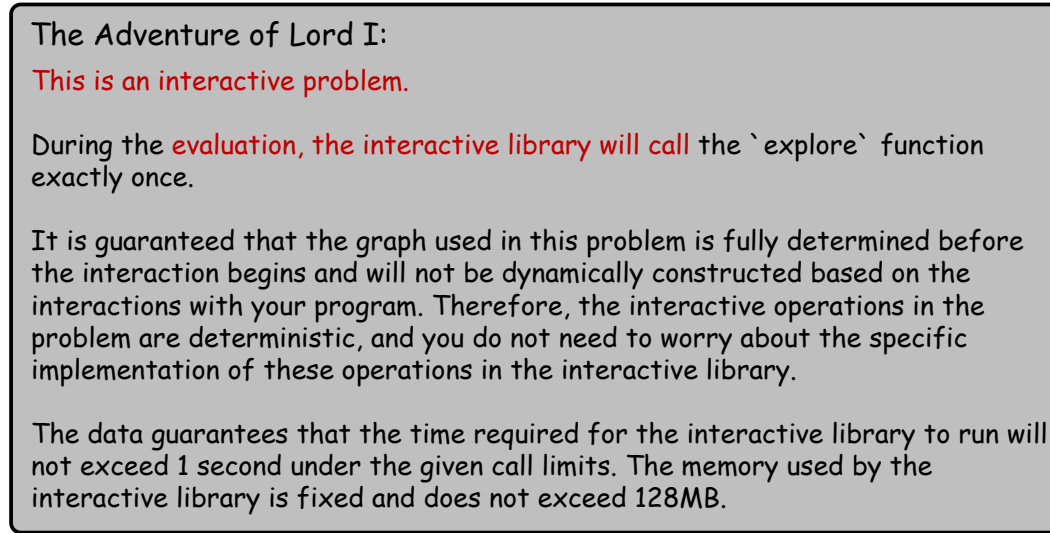 The Adventure of Lord I:
This is an interactive problem.
During the evaluation, the interactive library will call the `explore` function
exactly once.
It is guaranteed that the graph used in this problem is fully determined before
the interaction begins and will not be dynamically constructed based on the
interactions with your program. Therefore, the interactive operations in the
problem are deterministic, and you do not need to worry about the specific
implementation of these operations in the interactive library.
The data guarantees that the time required for the interactive library to run will
not exceed 1 second under the given call limits. The memory used by the
interactive library is fixed and does not exceed 128MB.